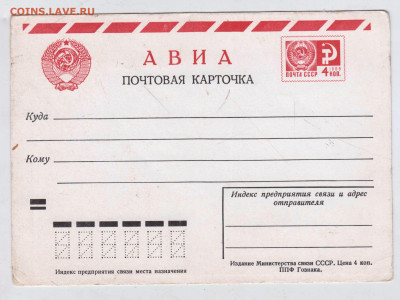 COINS.LAVE.RU
АВИА
ПОЧТОВАЯ КАРТОЧКА
ПОЧТА СССР
4 КОП.
Куда
Кому
Индекс предприятия связи и адрес
отправителя
Индекс предприятия связи места назначения
Издание Министерства связи СССР. Цена 4 коп.
ППФ Гознака.